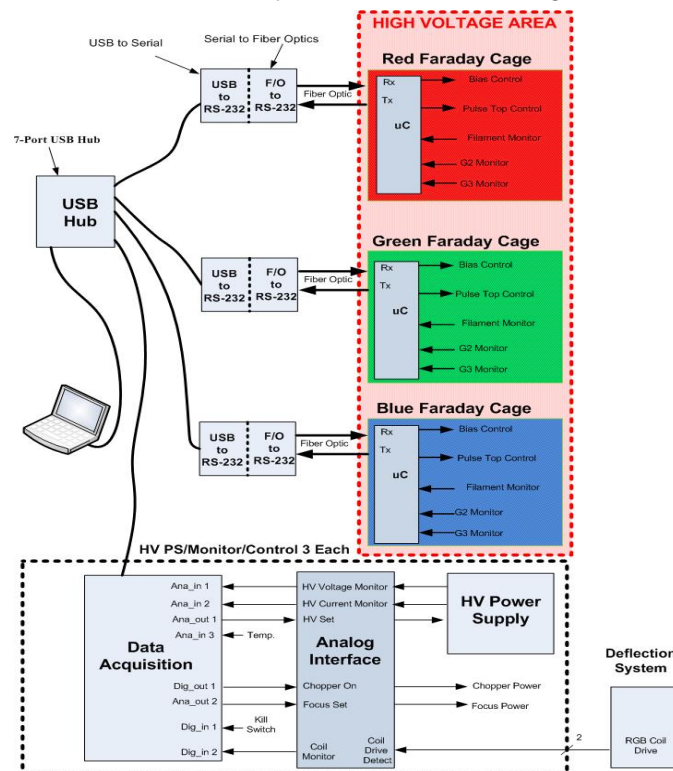 HIGH VOLTAGE AREA
USB to Serial
Serial to Fiber Optics
Red Faraday Cage
USB
to
RS-232
F/O
to
RS-232
Fiber Optic
Rx
Tx
uC
Bias Control
Pulse Top Control
Filament Monitor
G2 Monitor
G3 Monitor
7-Port USB Hub
USB
Hub
Green Faraday Cage
USB
to
RS-232
F/O
to
RS-232
Fiber Optic
Rx
Tx
uC
Bias Control
Pulse Top Control
Filament Monitor
G2 Monitor
G3 Monitor
Blue Faraday Cage
USB
to
RS-232
F/O
to
RS-232
Fiber Optic
Rx
Tx
uC
Bias Control
Pulse Top Control
Filament Monitor
G2 Monitor
G3 Monitor
HV PS/Monitor/Control 3 Each
Data
Acquisition
Ana_in 1
Ana_in 2
Ana_out 1
Ana_in 3
Temp.
Dig_out 1
Ana_out 2
Dig_in 1
Kill
Switch
Dig_in 2
HV Voltage Monitor
HV Current Monitor
HV Set
Analog
Interface
Chopper On
Focus Set
Coil
Monitor
Coil
Drive
Detect
HV Power
Supply
Chopper Power
Focus Power
2
Deflection
System
RGB Coil
Drive